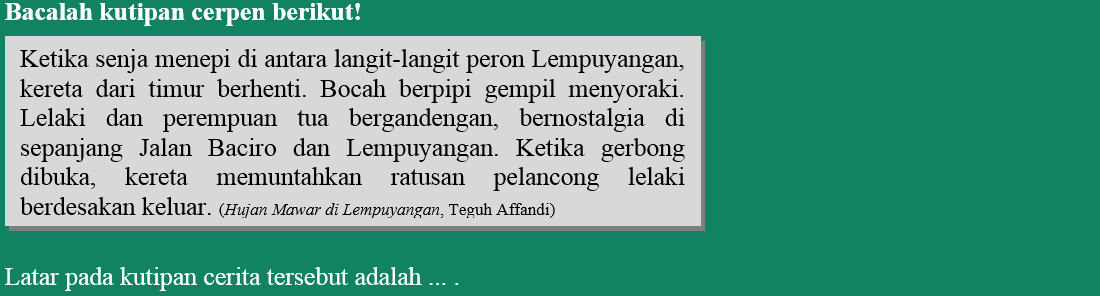 Bacalah kutipan cerpen berikut!
Ketika senja menepi di antara langit-langit peron Lempuyangan,
kereta dari timur berhenti. Bocah berpipi gempil menyoraki.
Lelaki dan perempuan tua bergandengan, bernostalgia di
sepanjang Jalan Baciro dan Lempuyangan. Ketika gerbong
dibuka, kereta memuntahkan ratusan pelancong lelaki
berdesakan keluar. (Hujan Mawar di Lempuyangan, Teguh Affandi)
Latar pada kutipan cerita tersebut adalah ... .